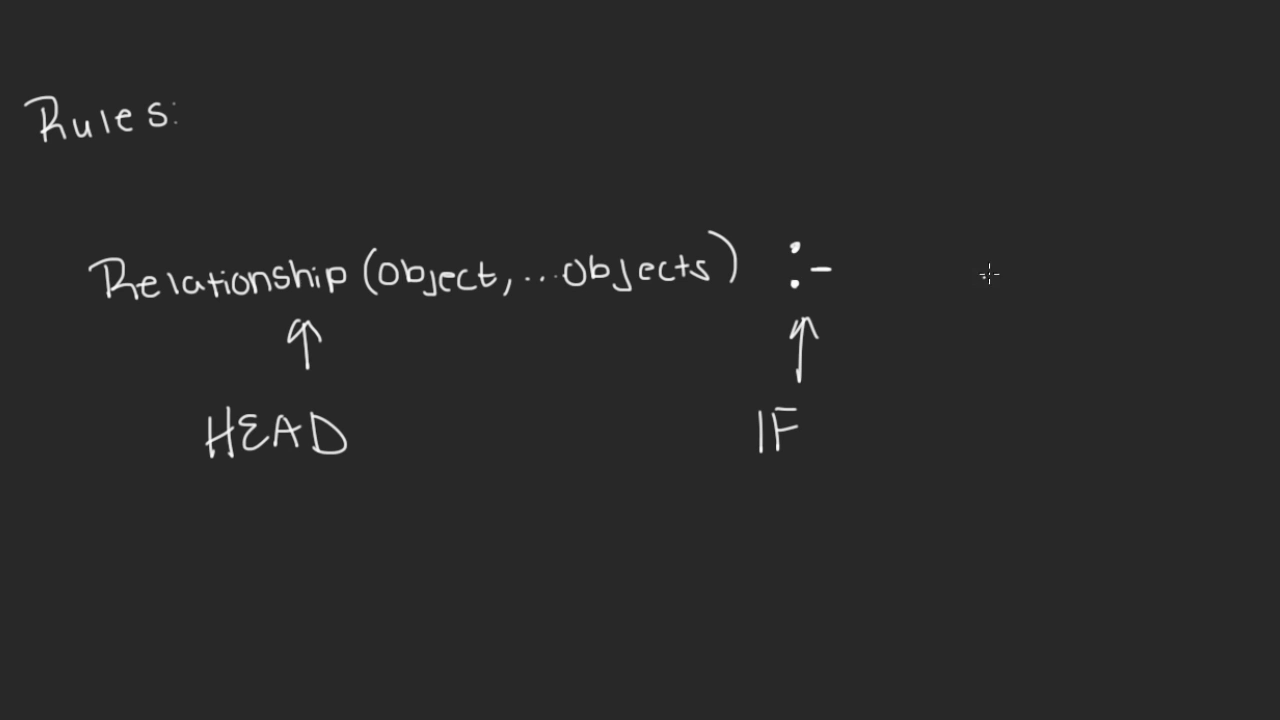 Rules:
Relationship (object, ...objects) :-
HEAD IF